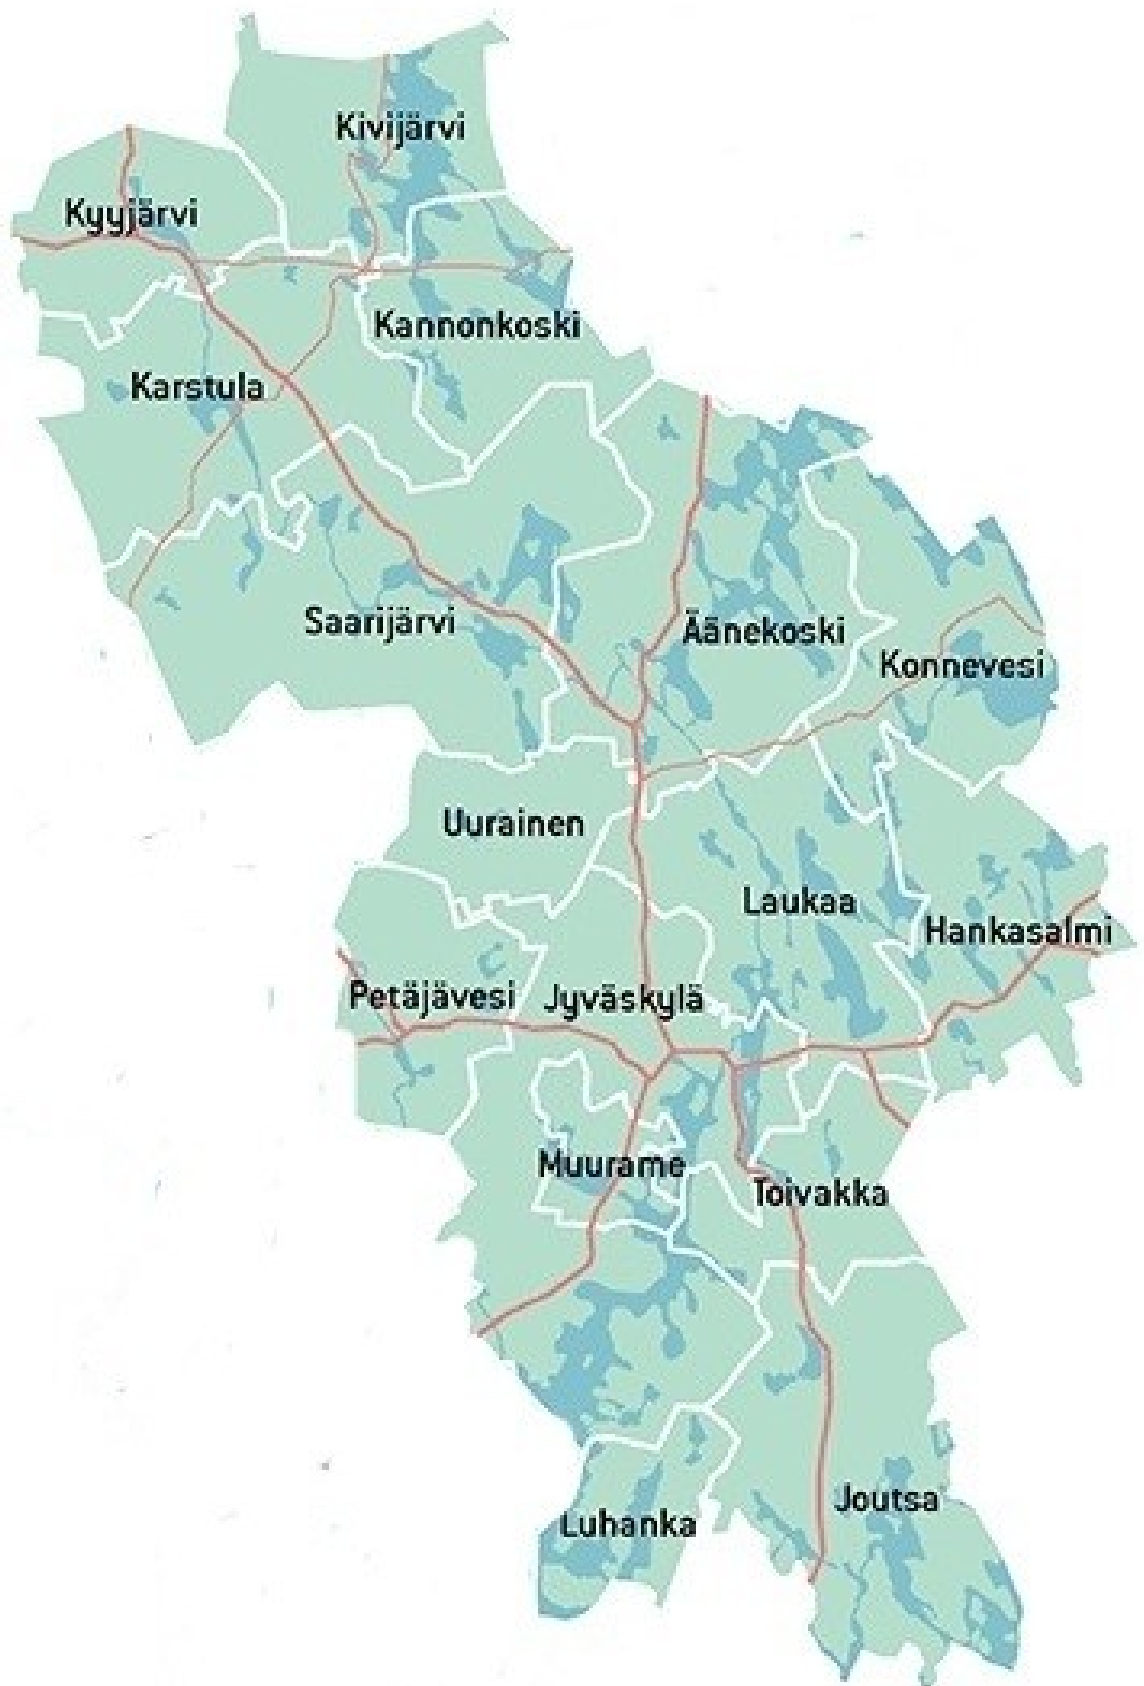 Kivijärvi
Kyyjärvi
Kannonkoski
Karstula
Saarijärvi
Äänekoski
Konnevesi
Uurainen
Laukaa
Hankasalmi
Petäjävesi
Jyväskylä
Muurame
Toivakka
Joutsa
Luhanka